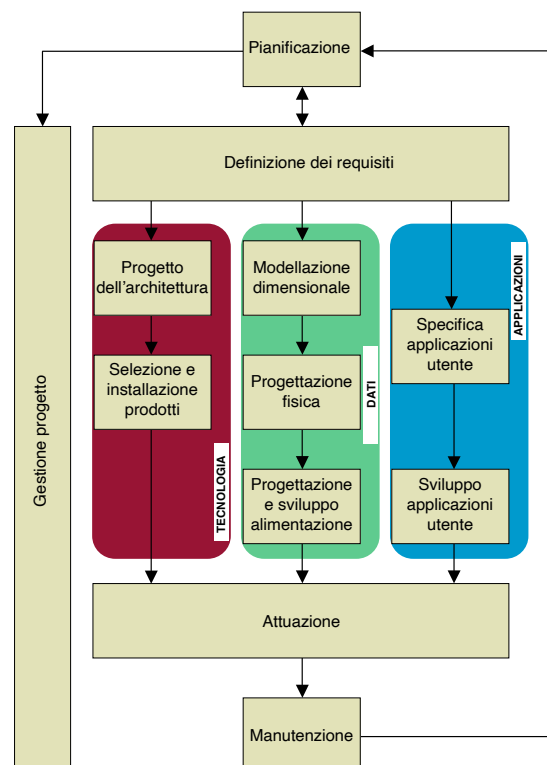 Pianificazione
Definizione dei requisiti
Gestione progetto
Progetto
dell'architettura
Selezione e
installazione
prodotti
TECNOLOGIA
Modellazione
dimensionale
Progettazione
fisica
Progettazione
e sviluppo
alimentazione
DATI
Specifica
applicazioni
utente
Sviluppo
applicazioni
utente
APPLICAZIONI
Attuazione
Manutenzione